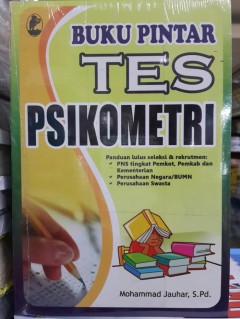 BUKU PINTAR
TES
PSIKOMETRI
Panduan lulus seleksi & rekrutmen:
PNS tingkat Pemkot, Pemkab dan
Kementerian
Perusahaan Negara/BUMN
Perusahaan Swasta
Mohammad Jauhar, S.Pd.